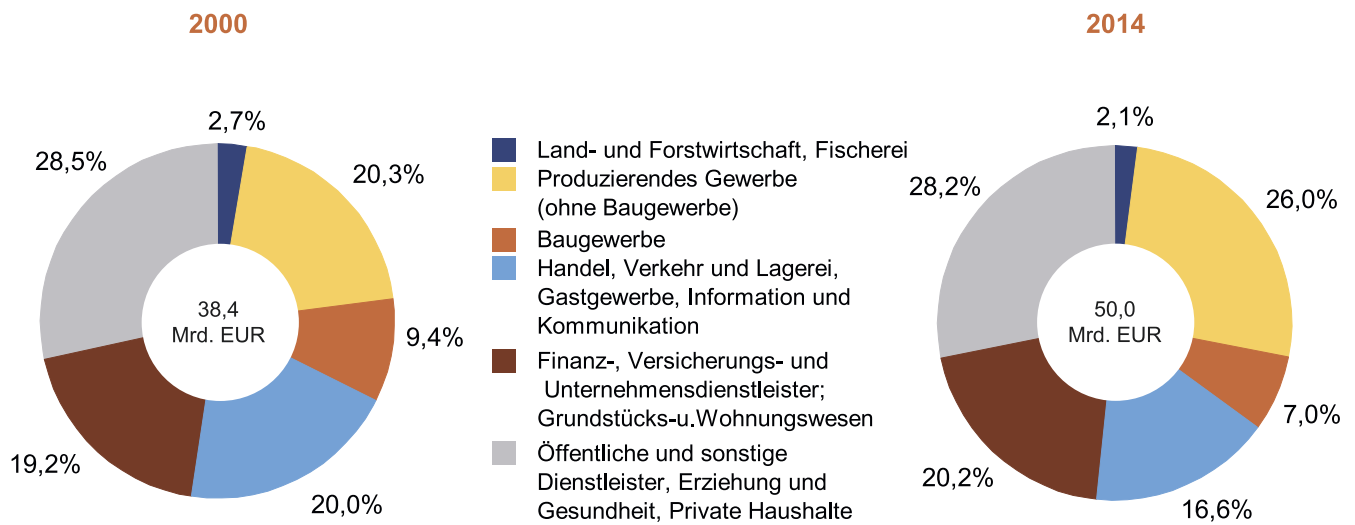 2000
2014
2,7%
20,3%
9,4%
20,0%
19,2%
28,5%
38,4
Mrd. EUR
Land- und Forstwirtschaft, Fischerei
Produzierendes Gewerbe
(ohne Baugewerbe)
Baugewerbe
Handel, Verkehr und Lagerei,
Gastgewerbe, Information und
Kommunikation
Finanz-, Versicherungs- und
Unternehmensdienstleister;
Grundstücks-u.Wohnungswesen
Öffentliche und sonstige
Dienstleister, Erziehung und
Gesundheit, Private Haushalte
2,1%
26,0%
7,0%
16,6%
20,2%
28,2%
50,0
Mrd. EUR